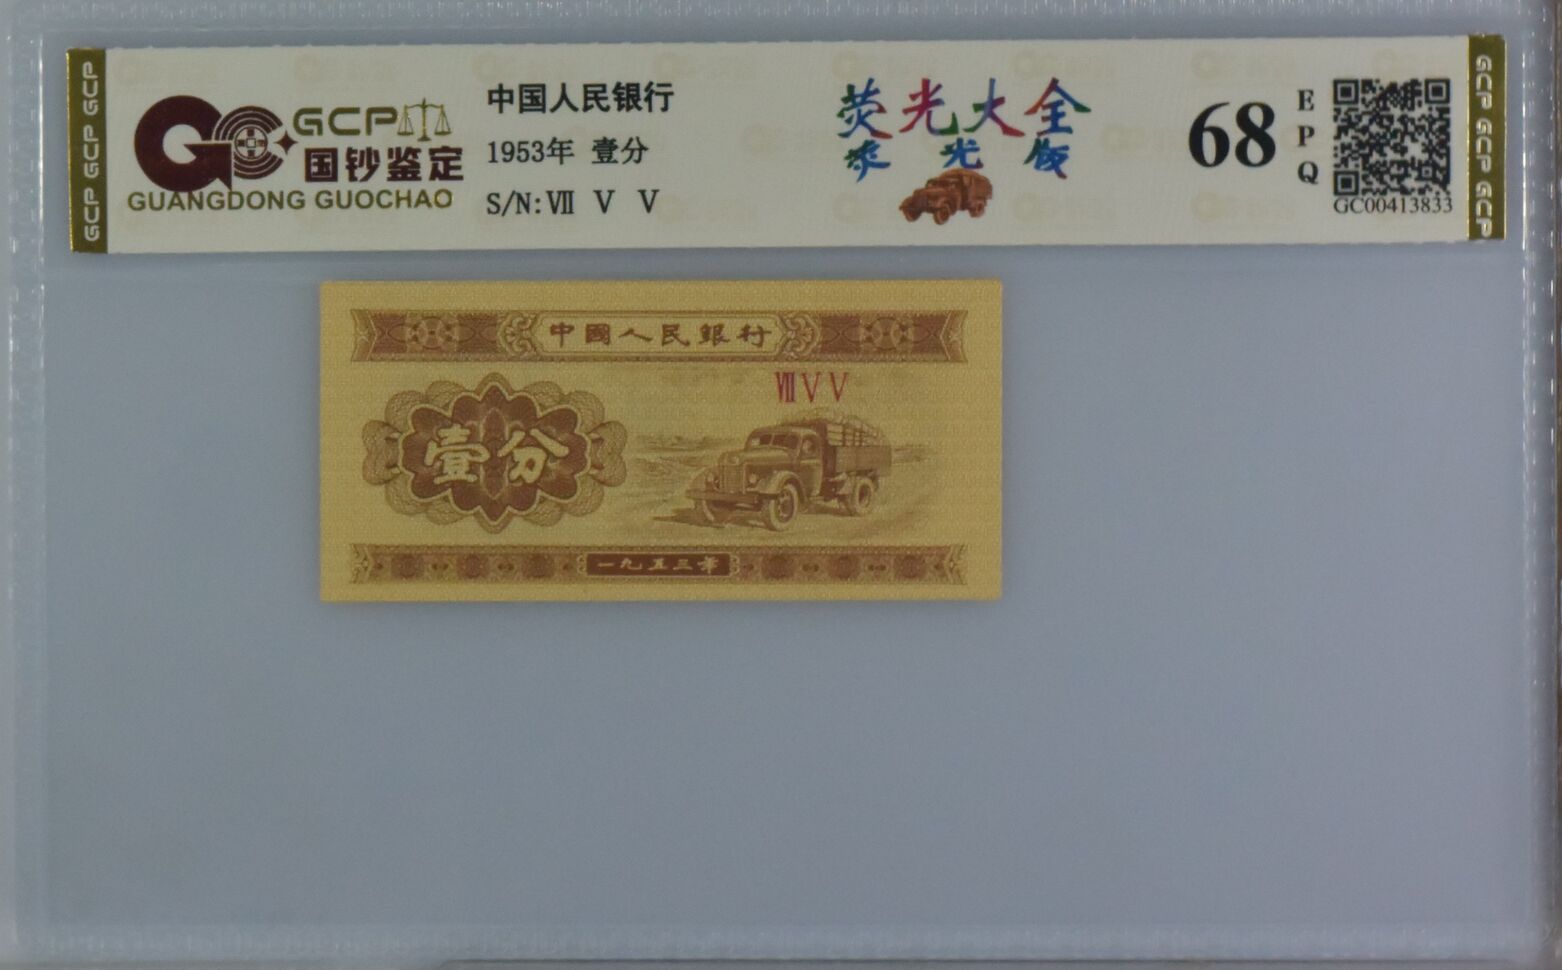 GCP GCP GCP
GCP
国钞鉴定
GUANGDONG GUOCHAO
中国人民银行
1953年 壹分
S/N:Ⅶ V V
荧光大全
荧光版
68
EPQ
GC00413833
GCP GCP GCP
中國人民銀行
ⅦⅤⅤ
壹分
一九五三年